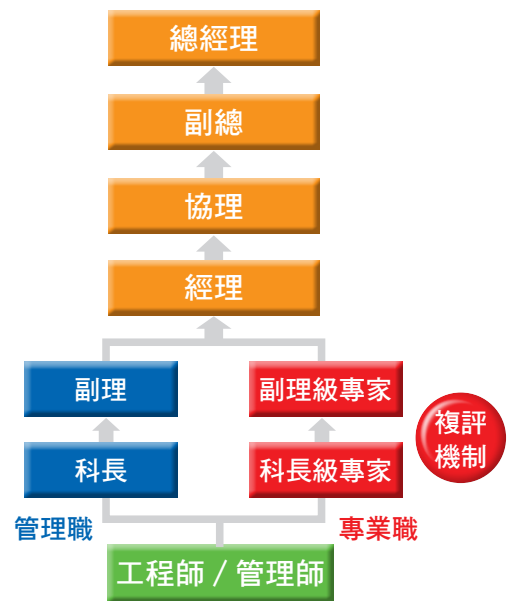 總經理
副總
協理
經理
副理
副理級專家
複評
機制
科長
科長級專家
管理職
專業職
工程師 / 管理師